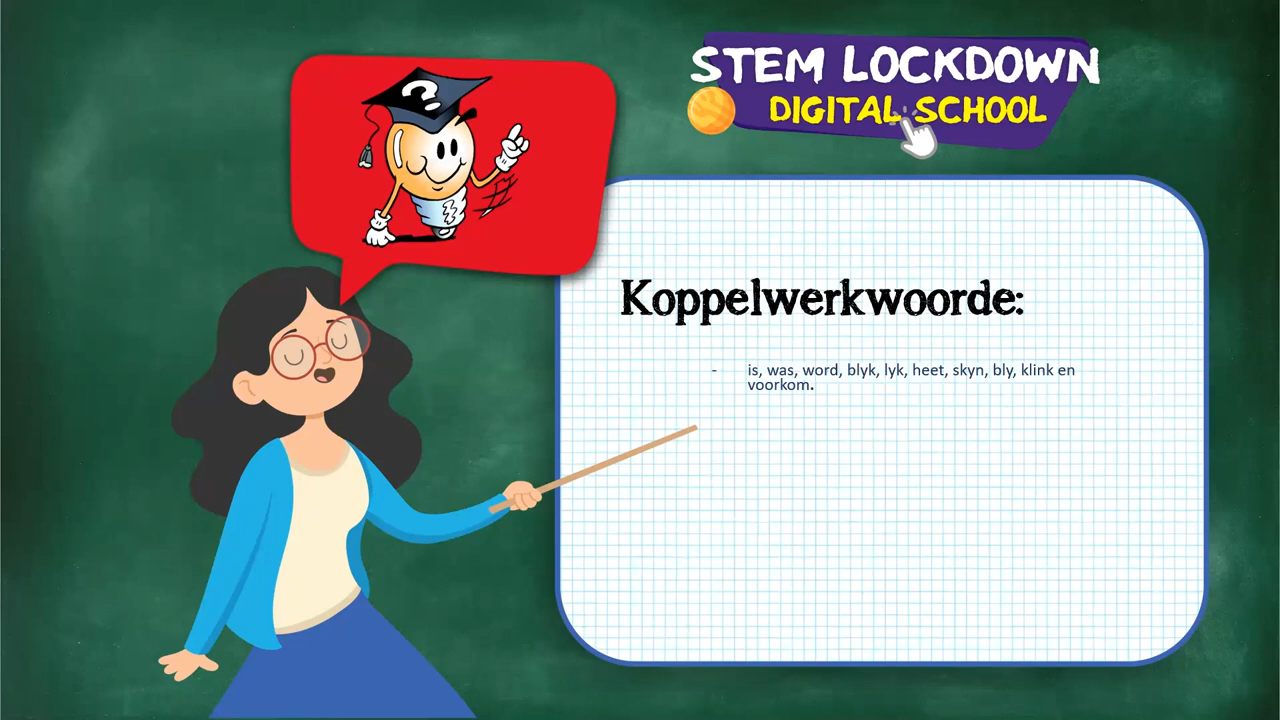 STEM LOCKDOWN
DIGITAL SCHOOL
Koppelwerkwoorde:
- is, was, word, blyk, lyk, heet, skyn, bly, klink en
voorkom.